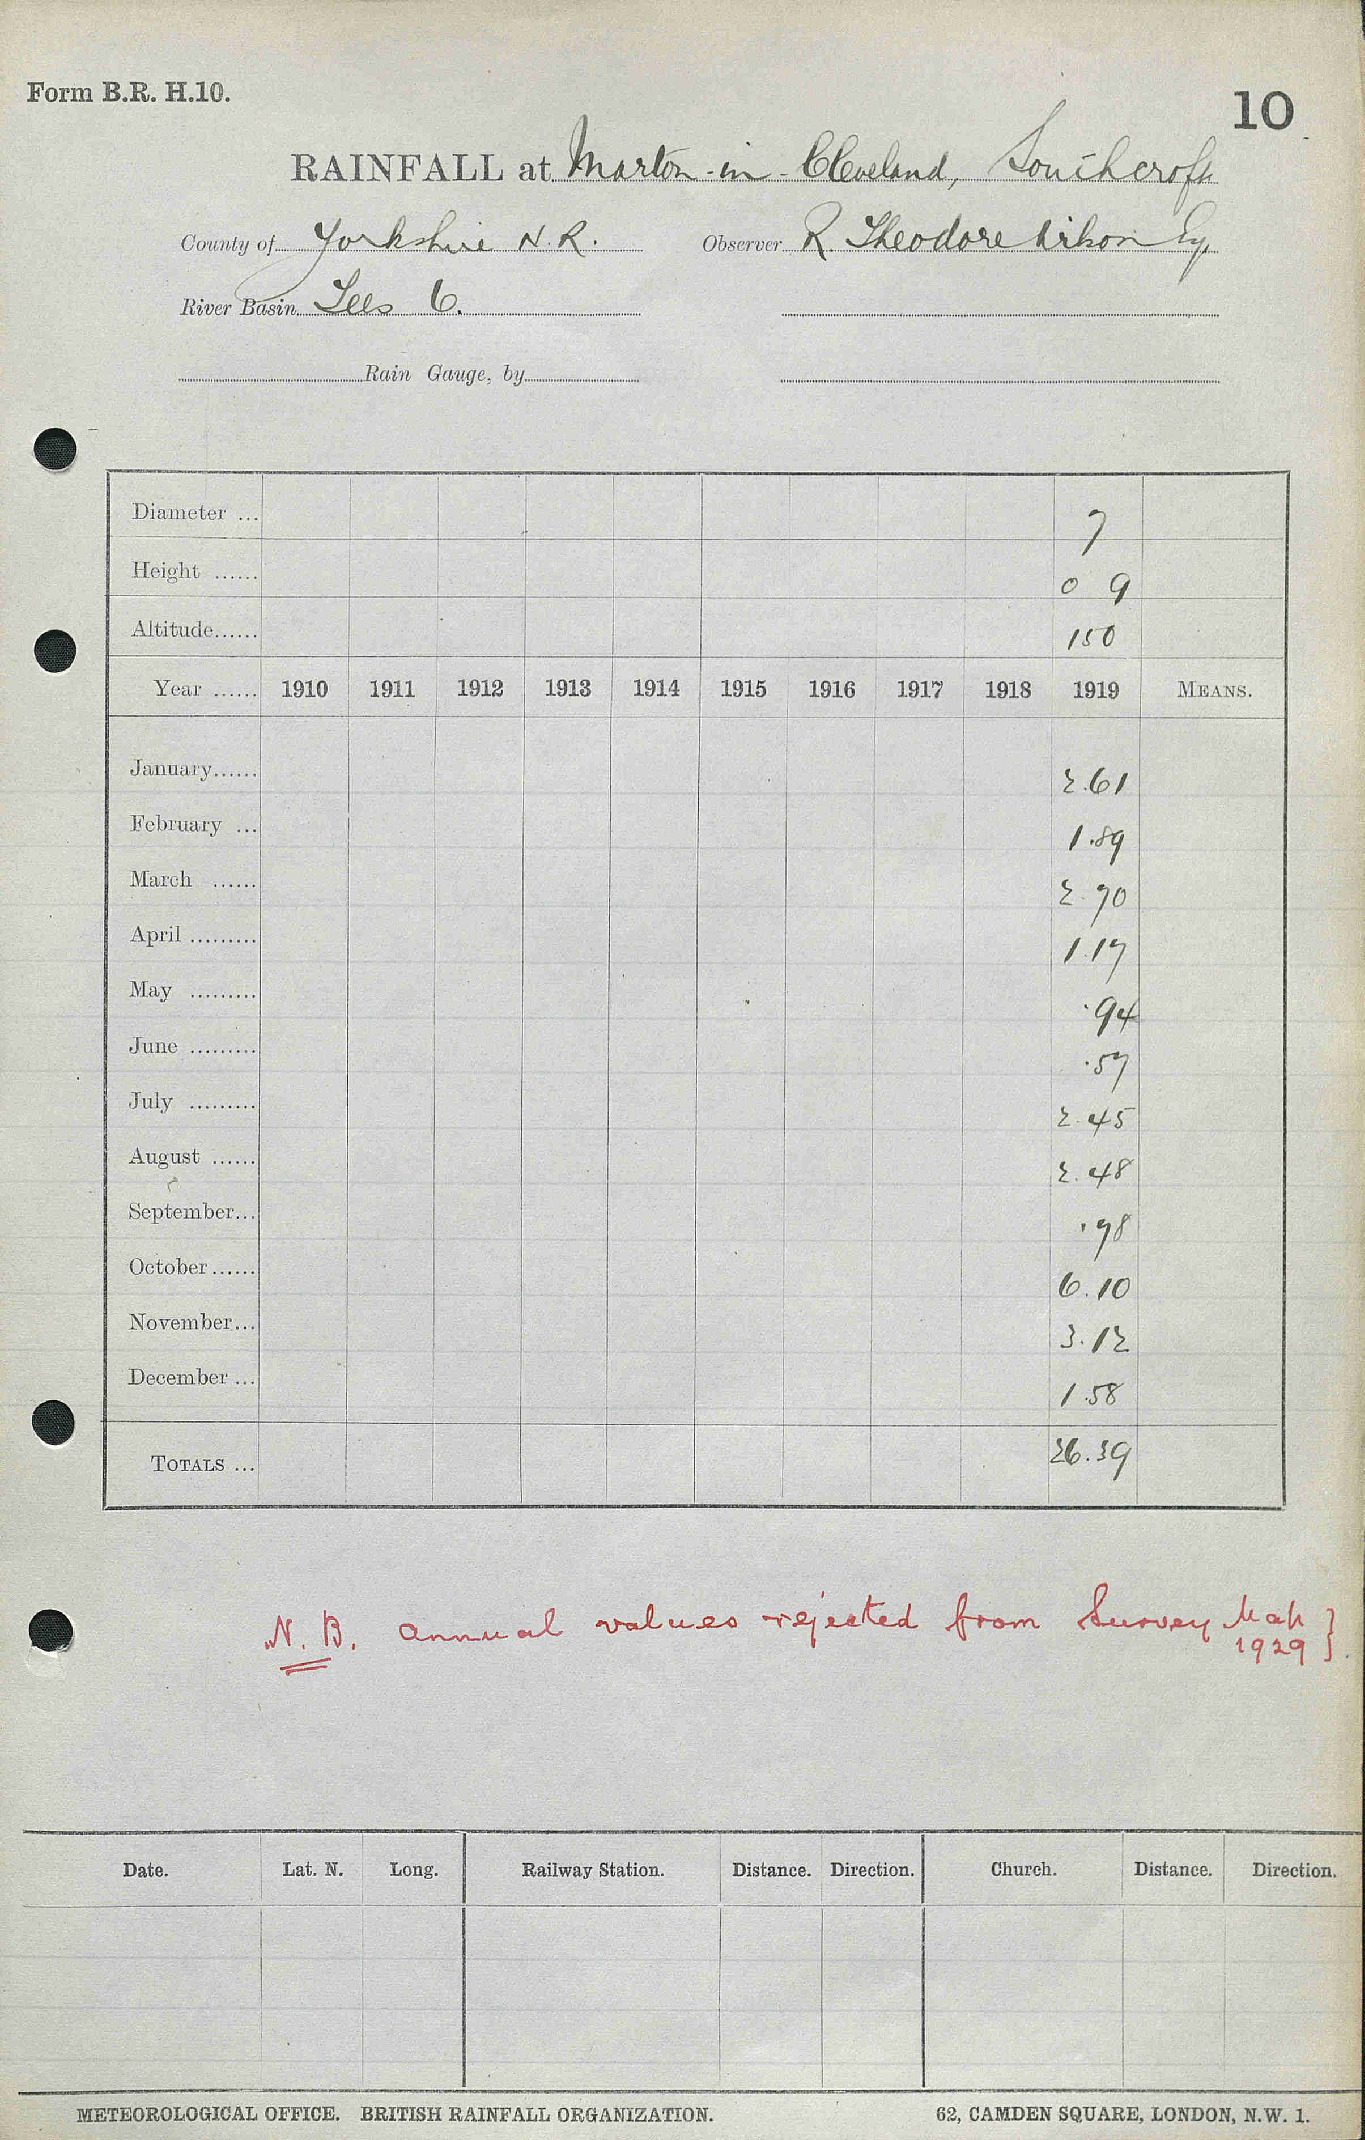 Form B.R. H.10.
10
RAINFALL at Marton-in-Cleveland, Southcroft
County of Yorkshire N.R. Observer R. Theodore Esq.
River Basin Tees 6.
Rain Gauge, by
Diameter ... 7
Height ...... 0 9
Altitude...... 150
Year ...... 1910 1911 1912 1913 1914 1915 1916 1917 1918 1919 MEANS.
January...... 2.61
February ... 1.89
March ...... 2.70
April ......... 1.17
May ......... .94
June ......... .57
July ......... 2.45
August ...... 2.48
September... .78
October...... 6.10
November... 3.12
December ... 1.58
TOTALS ... 26.39
N.B. annual values rejected from Survey Map }
1929
Date. Lat. N. Long. Railway Station. Distance. Direction. Church. Distance. Direction.
METEOROLOGICAL OFFICE. BRITISH RAINFALL ORGANIZATION. 62, CAMDEN SQUARE, LONDON, N.W. 1.